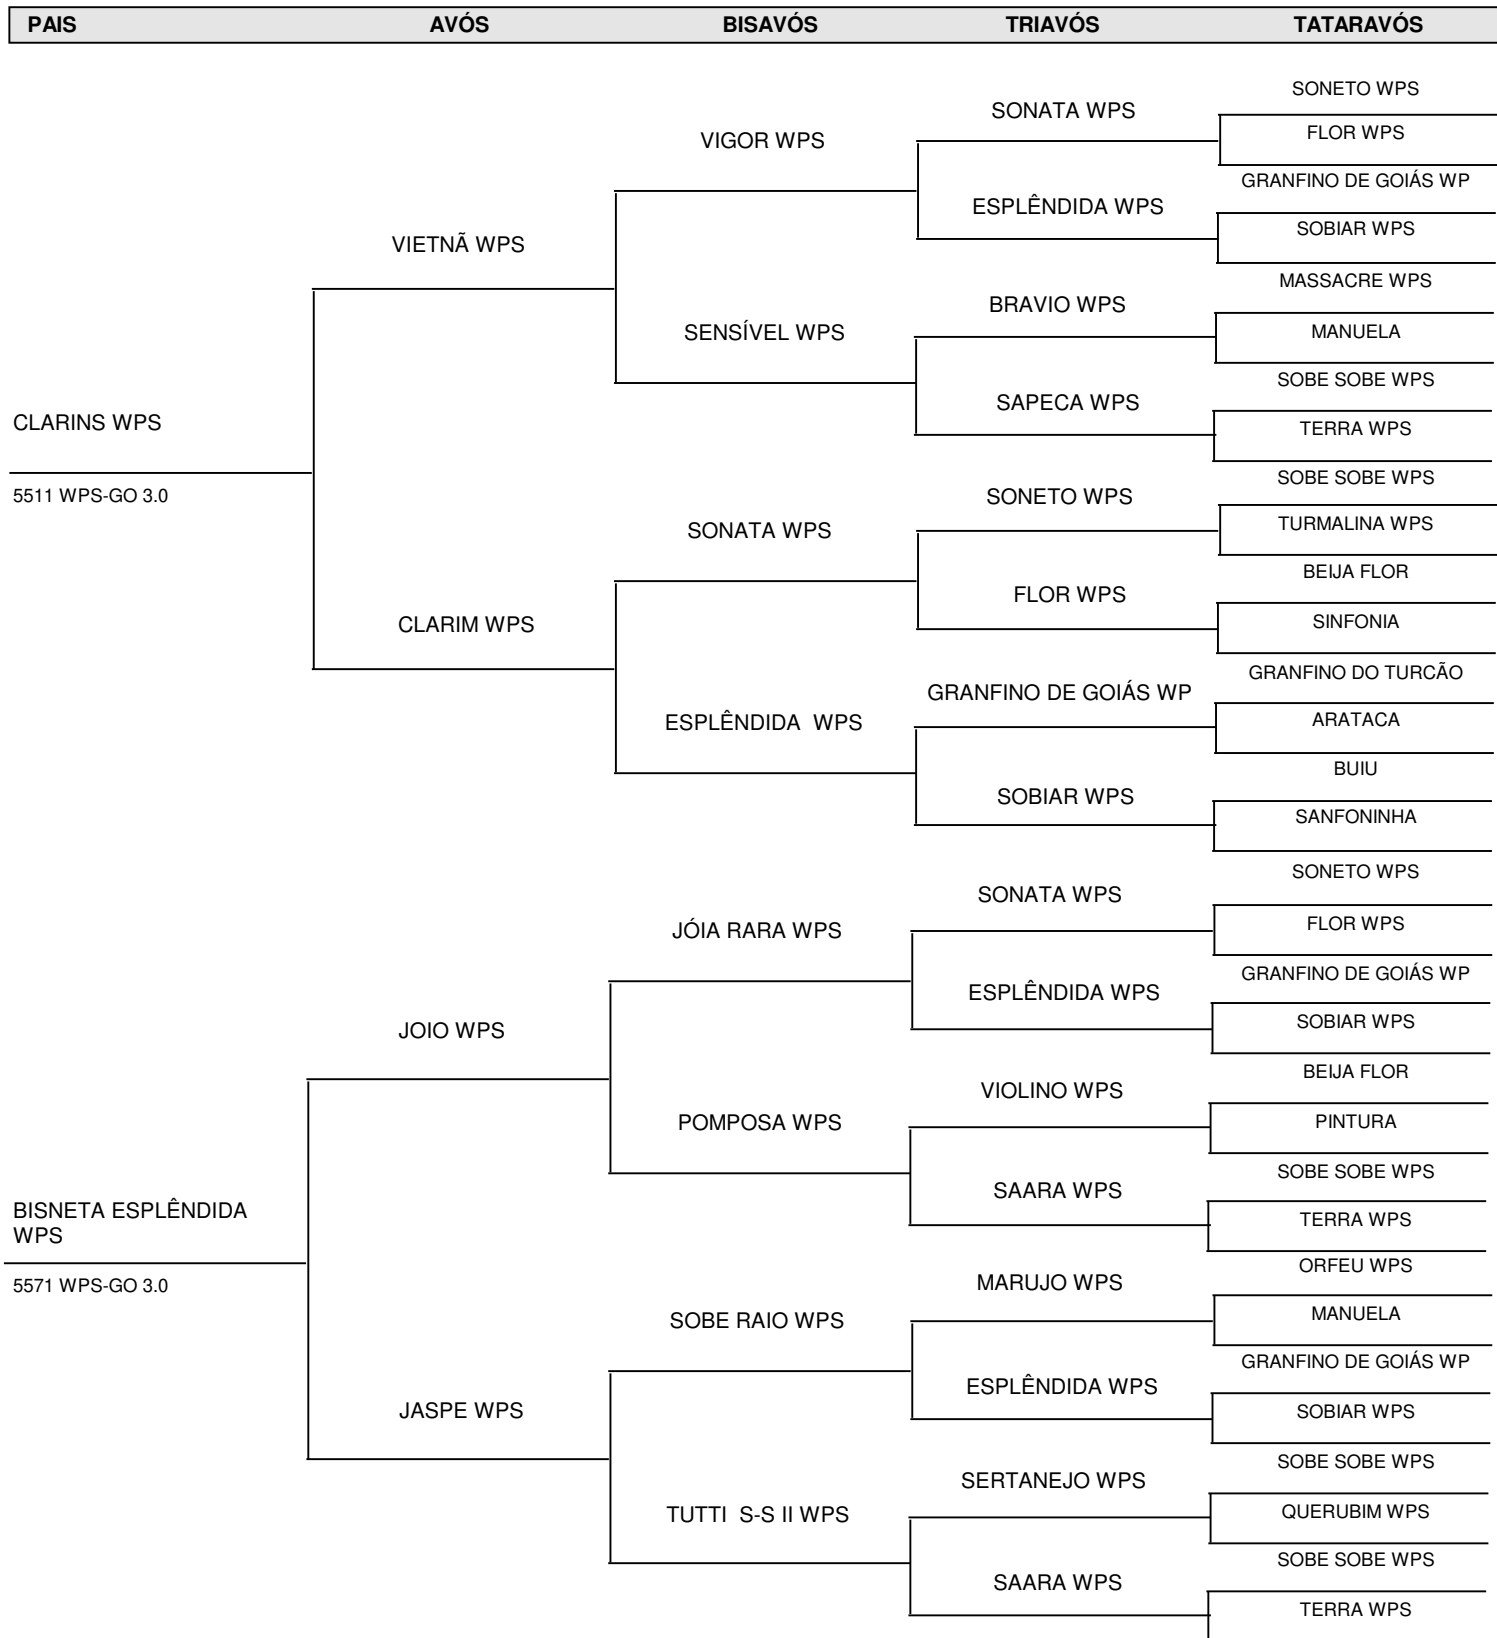 PAIS AVÓS BISAVÓS TRIAVÓS TATARAVÓS
SONETO WPS
SONATA WPS
FLOR WPS
VIGOR WPS
GRANFINO DE GOIÁS WP
ESPLÊNDIDA WPS
SOBIAR WPS
VIETNÃ WPS
MASSACRE WPS
BRAVIO WPS
MANUELA
SENSÍVEL WPS
SOBE SOBE WPS
SAPECA WPS
TERRA WPS
CLARINS WPS
5511 WPS-GO 3.0
SOBE SOBE WPS
SONETO WPS
TURMALINA WPS
SONATA WPS
BEIJA FLOR
FLOR WPS
SINFONIA
CLARIM WPS
GRANFINO DO TURCÃO
GRANFINO DE GOIÁS WP
ARATACA
ESPLÊNDIDA  WPS
BUIU
SOBIAR WPS
SANFONINHA
SONETO WPS
SONATA WPS
FLOR WPS
JÓIA RARA WPS
GRANFINO DE GOIÁS WP
ESPLÊNDIDA WPS
SOBIAR WPS
JOIO WPS
BEIJA FLOR
VIOLINO WPS
PINTURA
POMPOSA WPS
SOBE SOBE WPS
SAARA WPS
TERRA WPS
BISNETA ESPLÊNDIDA
WPS
5571 WPS-GO 3.0
ORFEU WPS
MARUJO WPS
MANUELA
SOBE RAIO WPS
GRANFINO DE GOIÁS WP
ESPLÊNDIDA WPS
SOBIAR WPS
JASPE WPS
SOBE SOBE WPS
SERTANEJO WPS
QUERUBIM WPS
TUTTI  S-S II WPS
SOBE SOBE WPS
SAARA WPS
TERRA WPS